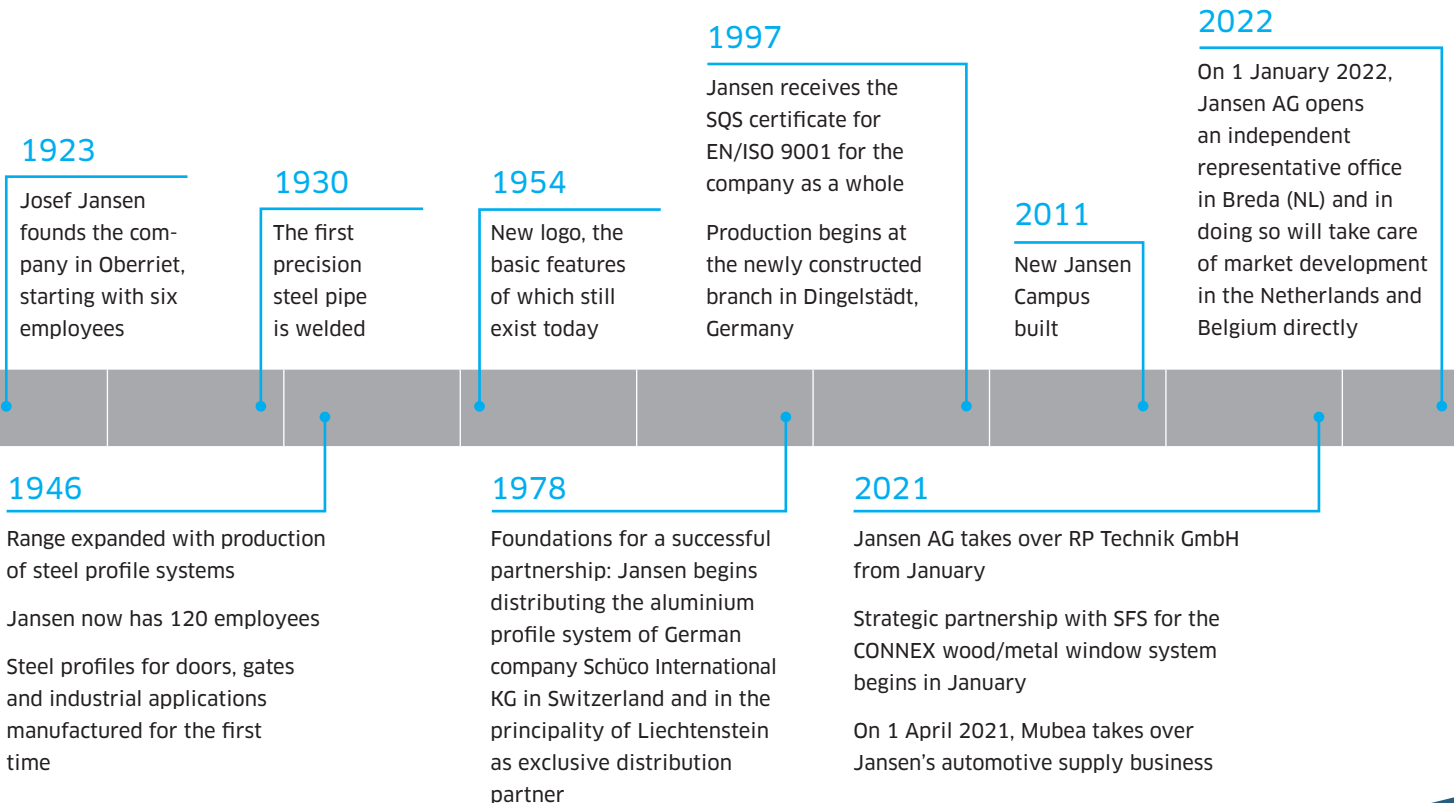 1923
Josef Jansen
founds the com-
pany in Oberriet,
starting with six
employees
1930
The first
precision
steel pipe
is welded
1954
New logo, the
basic features
of which still
exist today
1997
Jansen receives the
SQS certificate for
EN/ISO 9001 for the
company as a whole
Production begins at
the newly constructed
branch in Dingelstädt,
Germany
2011
New Jansen
Campus
built
2022
On 1 January 2022,
Jansen AG opens
an independent
representative office
in Breda (NL) and in
doing so will take care
of market development
in the Netherlands and
Belgium directly
1946
Range expanded with production
of steel profile systems
Jansen now has 120 employees
Steel profiles for doors, gates
and industrial applications
manufactured for the first
time
1978
Foundations for a successful
partnership: Jansen begins
distributing the aluminium
profile system of German
company Schüco International
KG in Switzerland and in the
principality of Liechtenstein
as exclusive distribution
partner
2021
Jansen AG takes over RP Technik GmbH
from January
Strategic partnership with SFS for the
CONNEX wood/metal window system
begins in January
On 1 April 2021, Mubea takes over
Jansen's automotive supply business